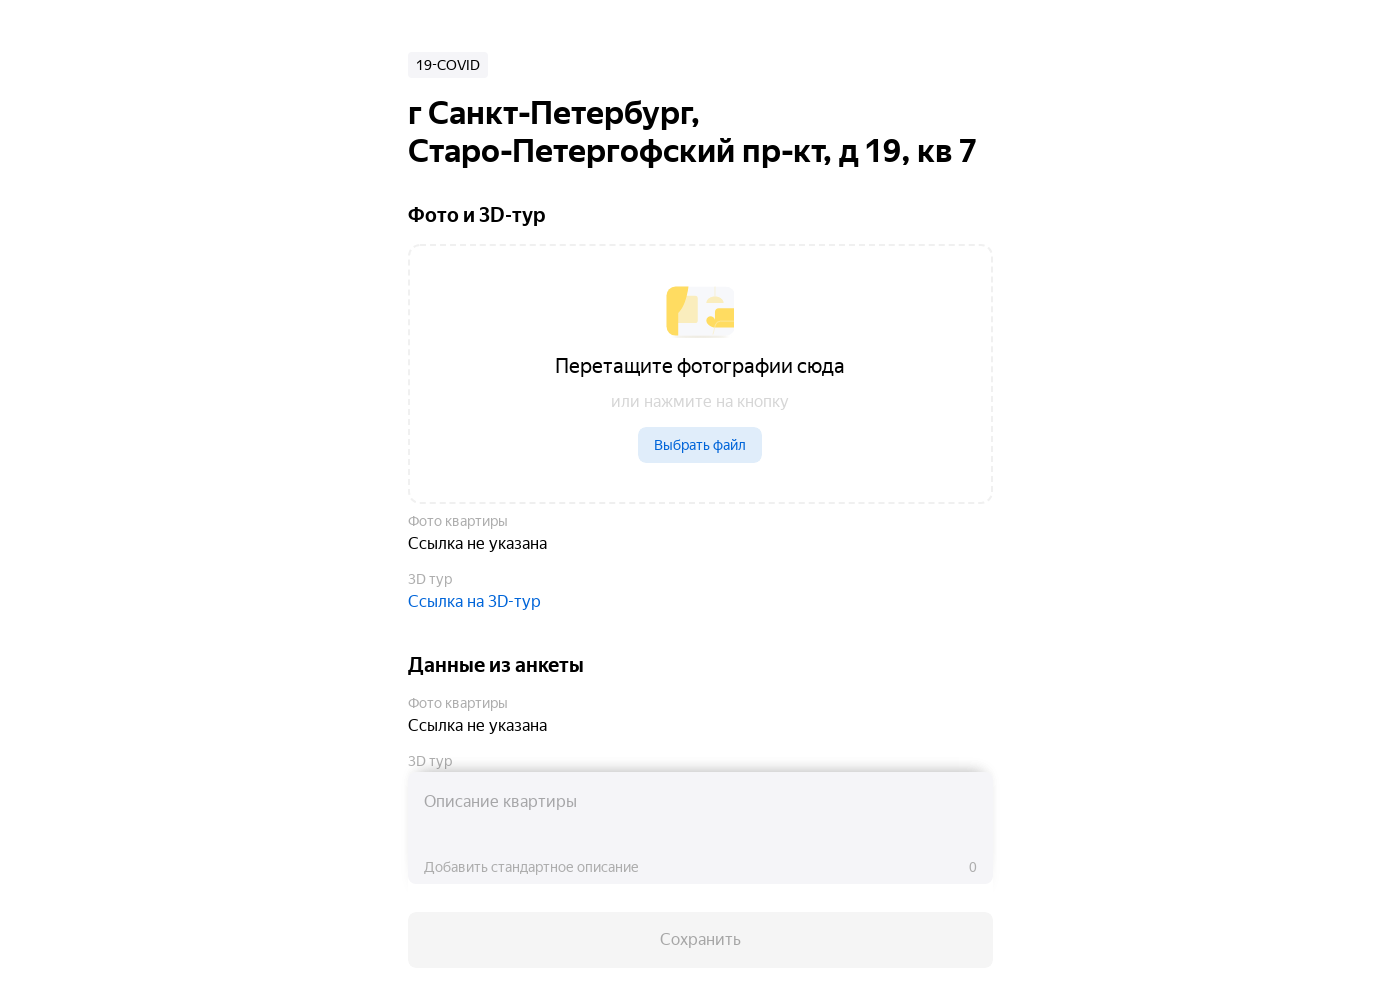 19-COVID
г Санкт-Петербург,
Старо-Петергофский пр-кт, д 19, кв 7
Фото и 3D-тур
Перетащите фотографии сюда
или нажмите на кнопку
Выбрать файл
Фото квартиры
Ссылка не указана
3D тур
Ссылка на 3D-тур
Данные из анкеты
Фото квартиры
Ссылка не указана
3D тур
Описание квартиры
Добавить стандартное описание 0
Сохранить